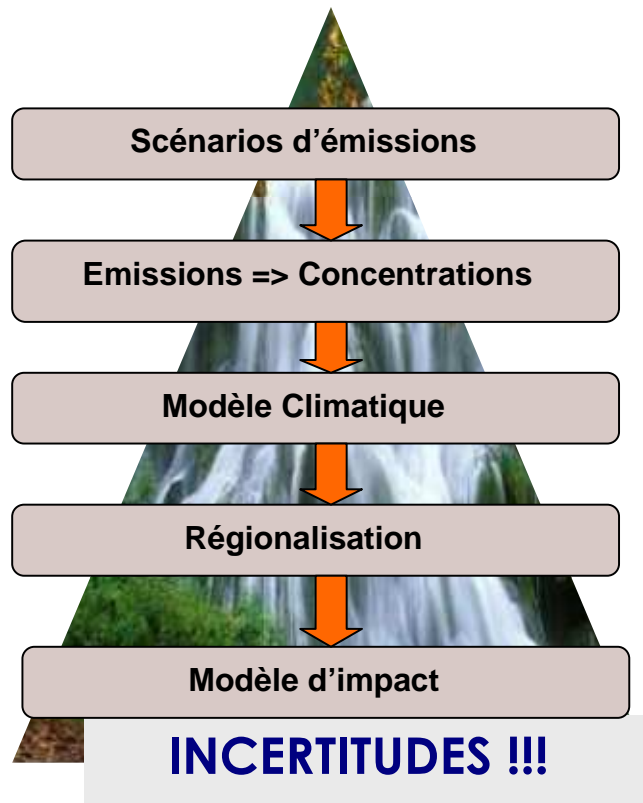 Scénarios d'émissions
Emissions => Concentrations
Modèle Climatique
Régionalisation
Modèle d'impact
INCERTITUDES !!!